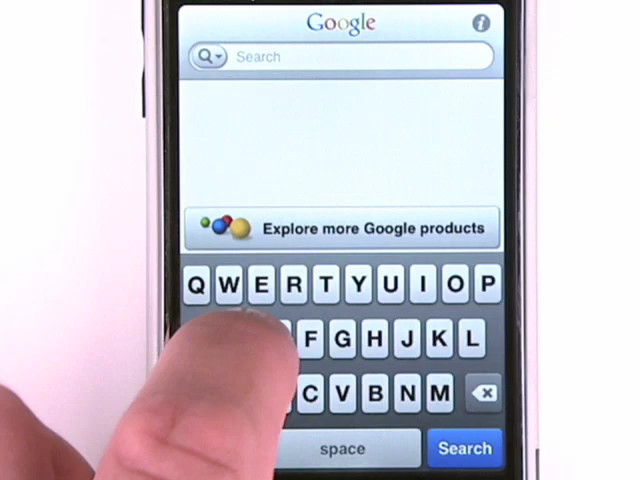 Google
Search
Explore more Google products
Q W E R T Y U I O P
F G H J K L
C V B N M
space Search